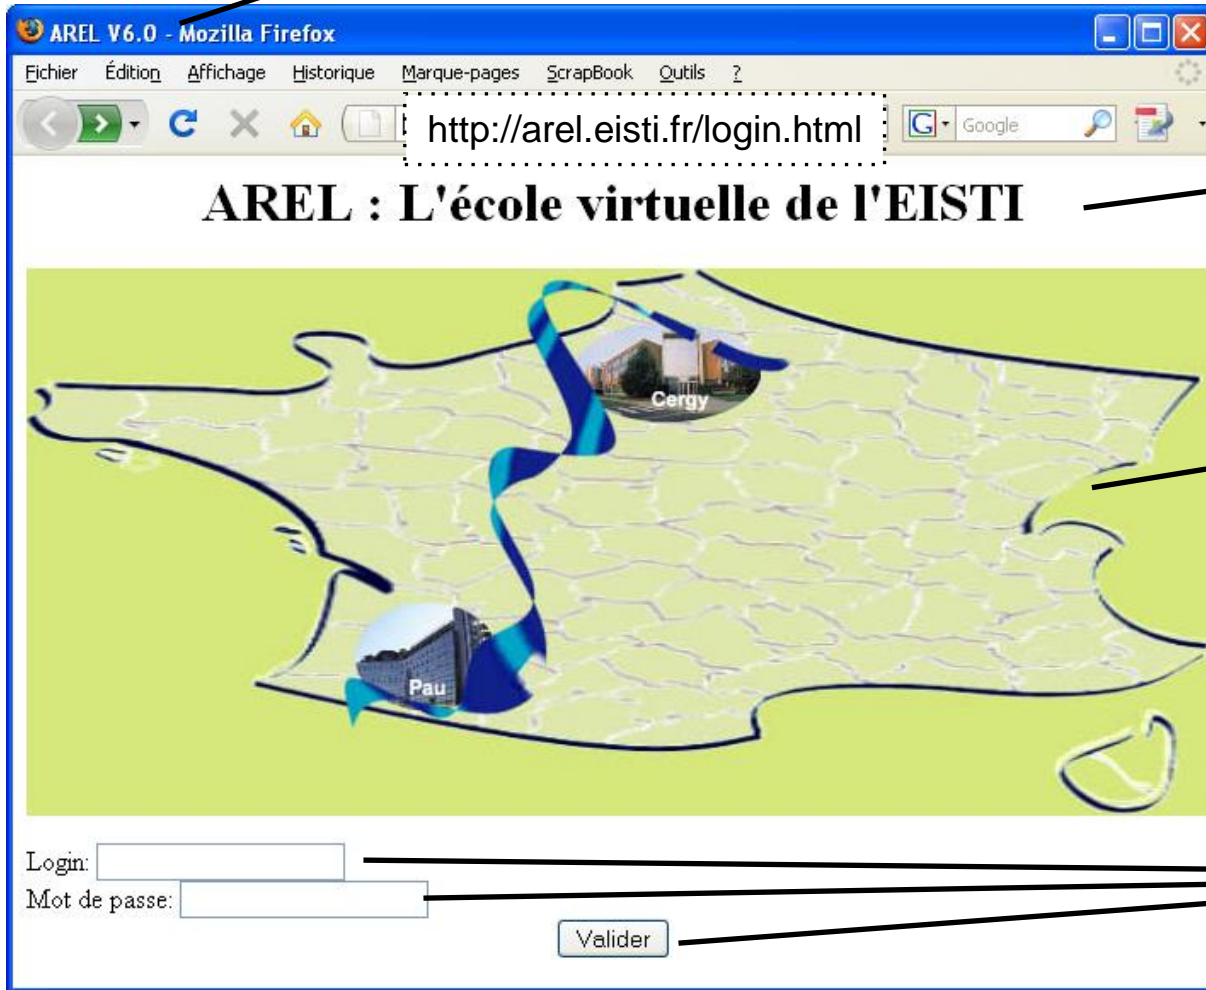 AREL V6.0 - Mozilla Firefox
Fichier Édition Affichage Historique Marque-pages ScrapBook Outils ?
http://arel.eisti.fr/login.html G Google
AREL : L'école virtuelle de l'EISTI
Cergy
Pau
Login:
Mot de passe:
Valider